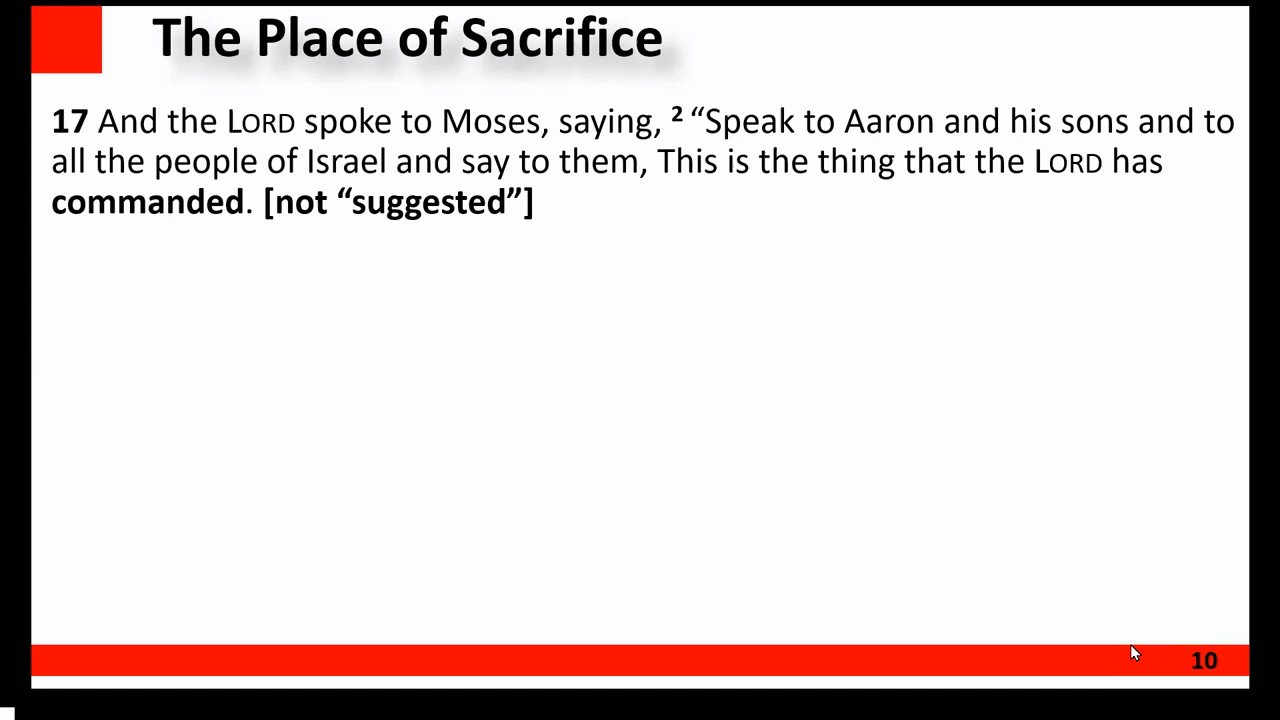 The Place of Sacrifice
17 And the LORD spoke to Moses, saying, ² “Speak to Aaron and his sons and to
all the people of Israel and say to them, This is the thing that the LORD has
commanded. [not “suggested”]
10